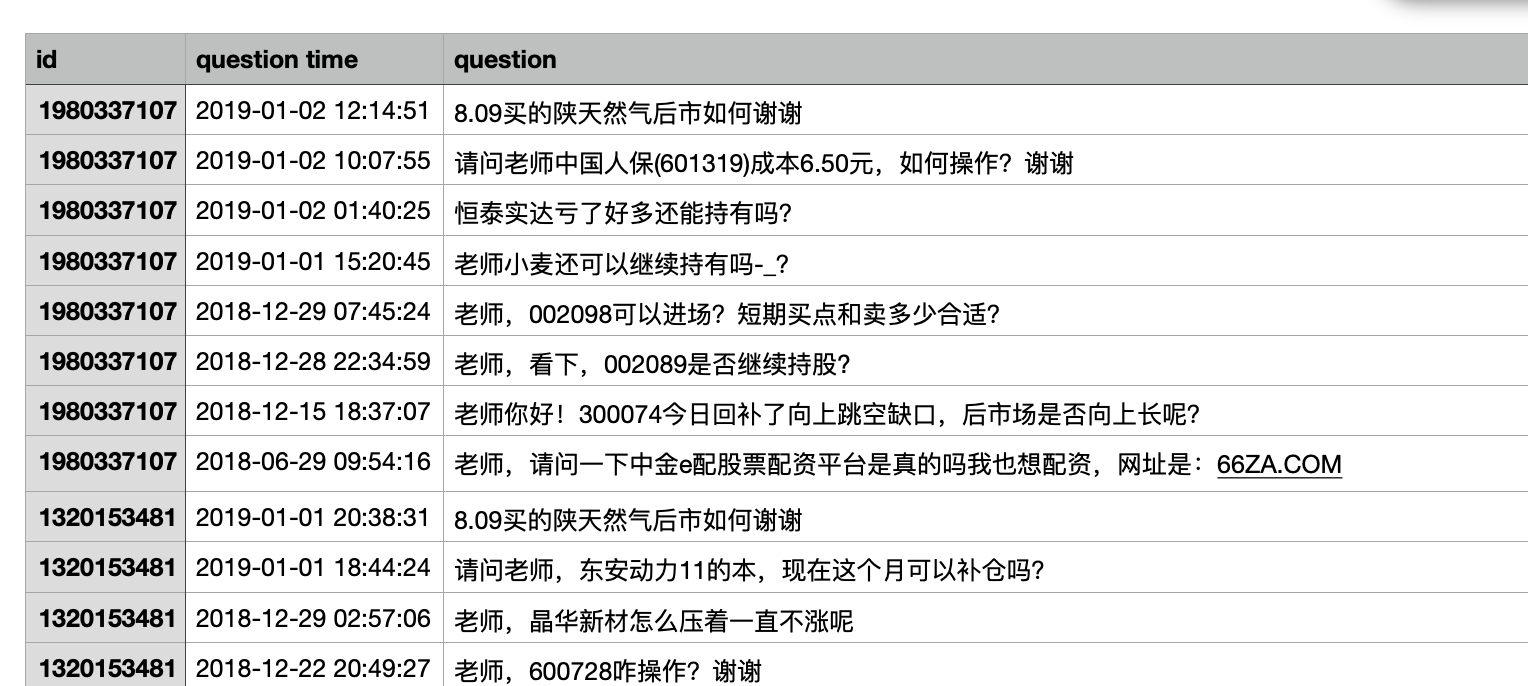 id question time question
1980337107 2019-01-02 12:14:51 8.09买的陕天然气后市如何谢谢
1980337107 2019-01-02 10:07:55 请问老师中国人保(601319)成本6.50元，如何操作？谢谢
1980337107 2019-01-02 01:40:25 恒泰实达亏了好多还能持有吗？
1980337107 2019-01-01 15:20:45 老师小麦还可以继续持有吗-_？
1980337107 2018-12-29 07:45:24 老师，002098可以进场？短期买点和卖多少合适？
1980337107 2018-12-28 22:34:59 老师，看下，002089是否继续持股？
1980337107 2018-12-15 18:37:07 老师你好！300074今日回补了向上跳空缺口，后市场是否向上长呢？
1980337107 2018-06-29 09:54:16 老师，请问一下中金e配股票配资平台是真的吗我也想配资，网址是：66ZA.COM
1320153481 2019-01-01 20:38:31 8.09买的陕天然气后市如何谢谢
1320153481 2019-01-01 18:44:24 请问老师，东安动力11的本，现在这个月可以补仓吗？
1320153481 2018-12-29 02:57:06 老师，晶华新材怎么压着一直不涨呢
1320153481 2018-12-22 20:49:27 老师，600728咋操作？谢谢